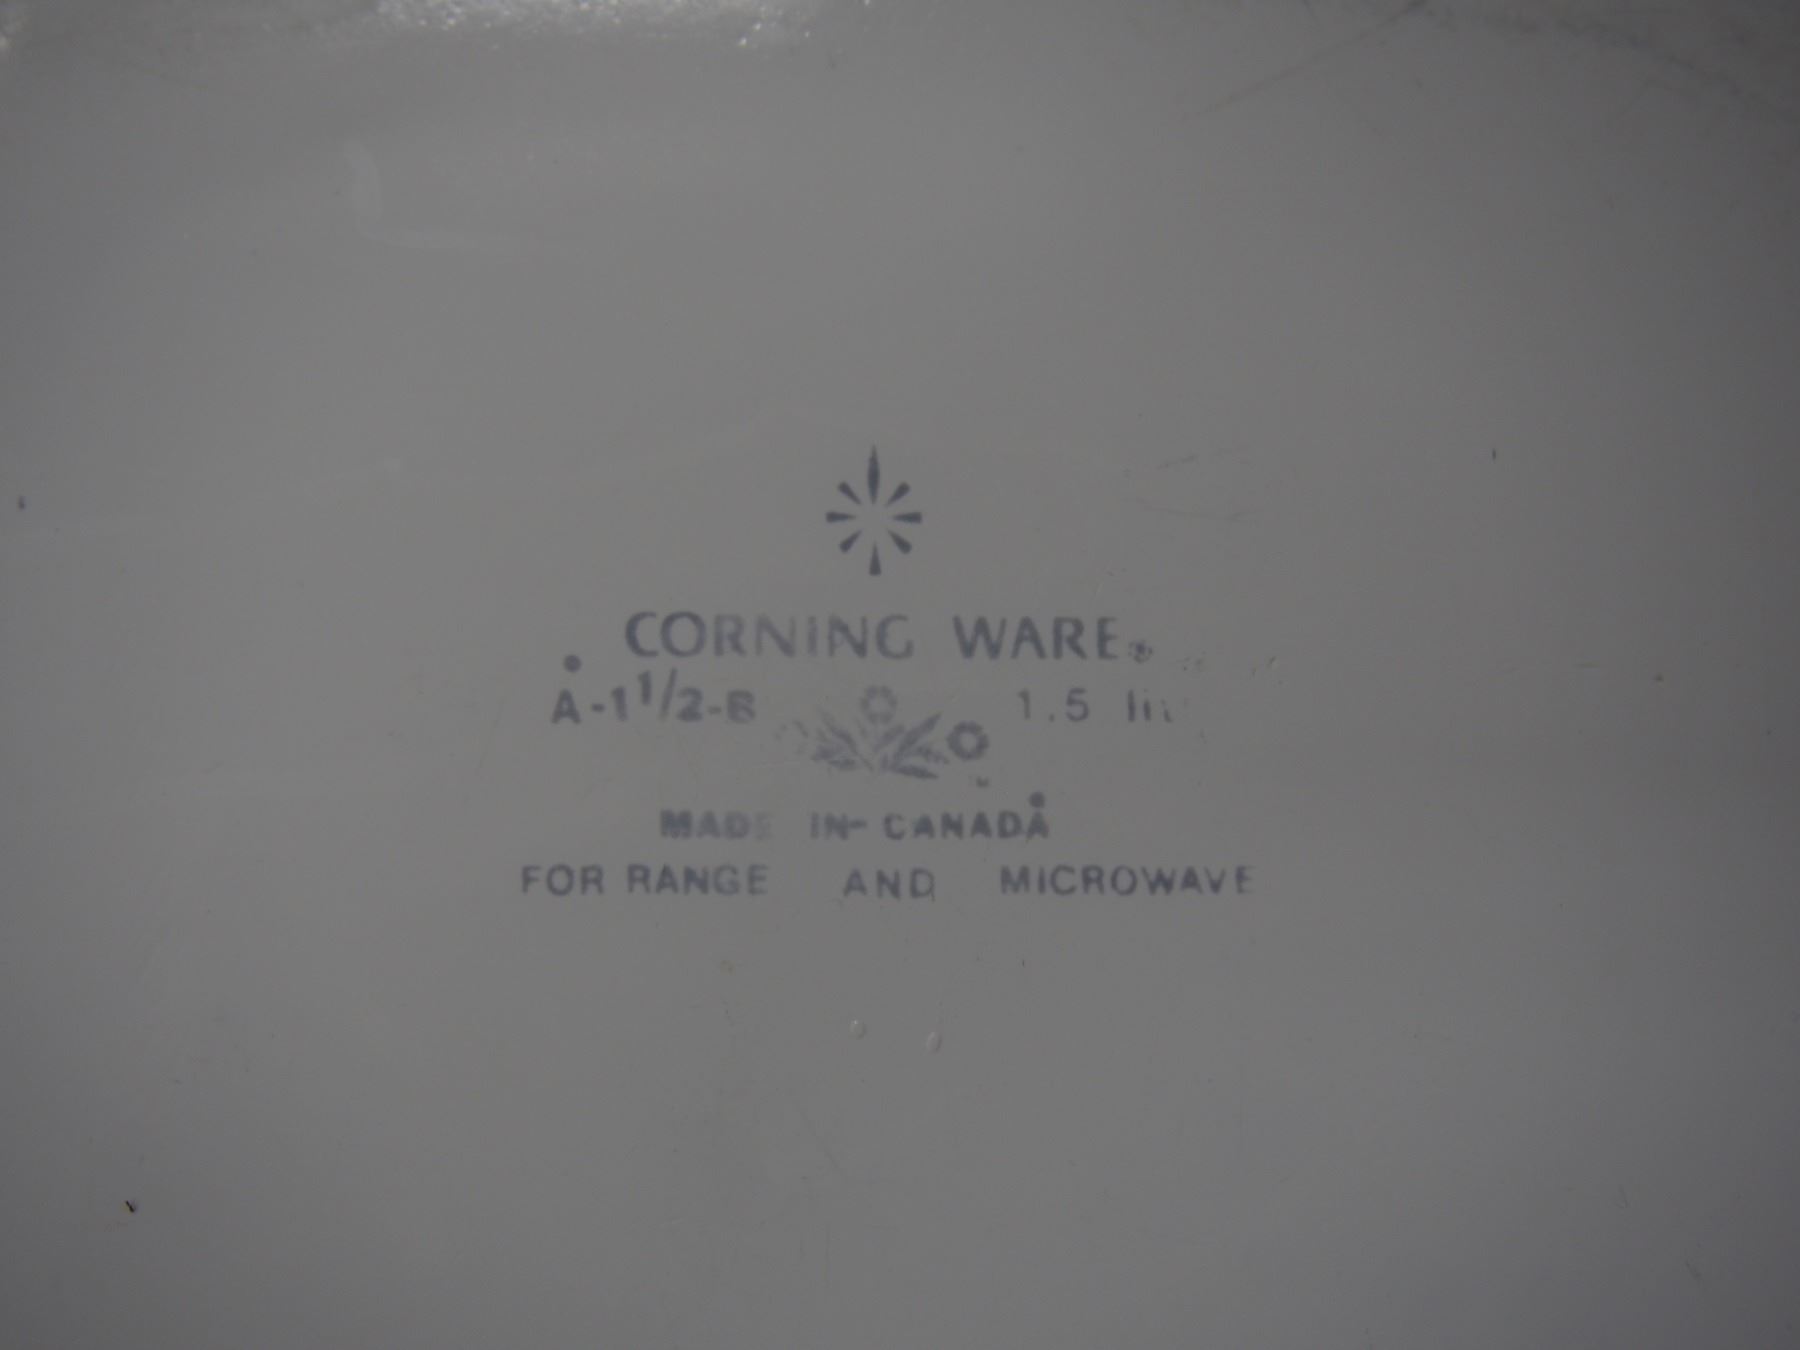 CORNING WARE
A-1 1/2-B 1.5
MADE IN CANADA
FOR RANGE AND MICROWAVE